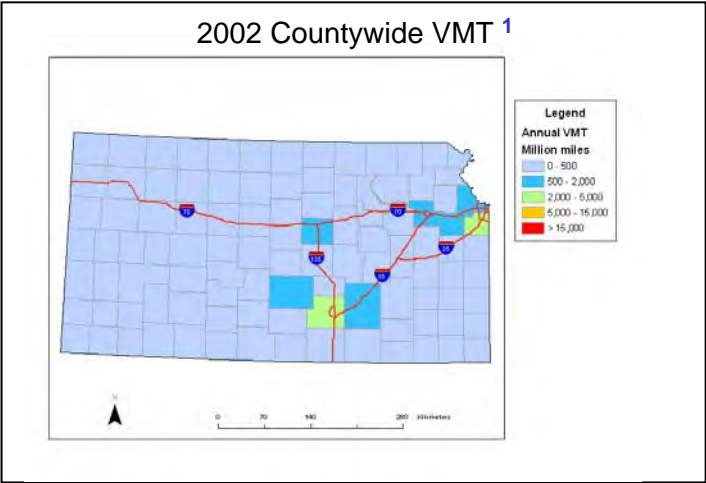 2002 Countywide VMT 1
Legend
Annual VMT
Million miles
0 - 500
500 - 2,000
2,000 - 5,000
5,000 - 15,000
> 15,000
70
70
135
35
N
0 70 140 280 Kilometers